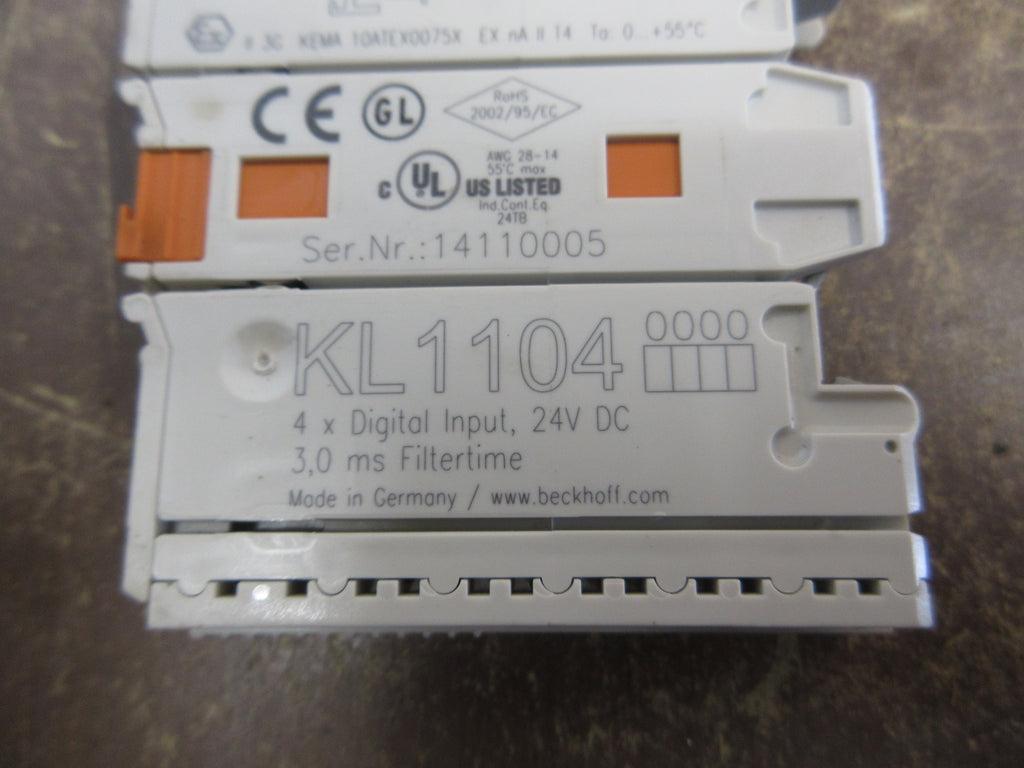 II 3G KEMA 10ATEX0075X EX nA II T4 Ta: 0...+55°C
CE GL RoHS
2002/95/EC
AWG 28-14
55°C max
C UL US LISTED
Ind.Cont.Eq.
24TB
Ser.Nr.:14110005
KL1104 0000
4 x Digital Input, 24V DC
3,0 ms Filtertime
Made in Germany / www.beckhoff.com